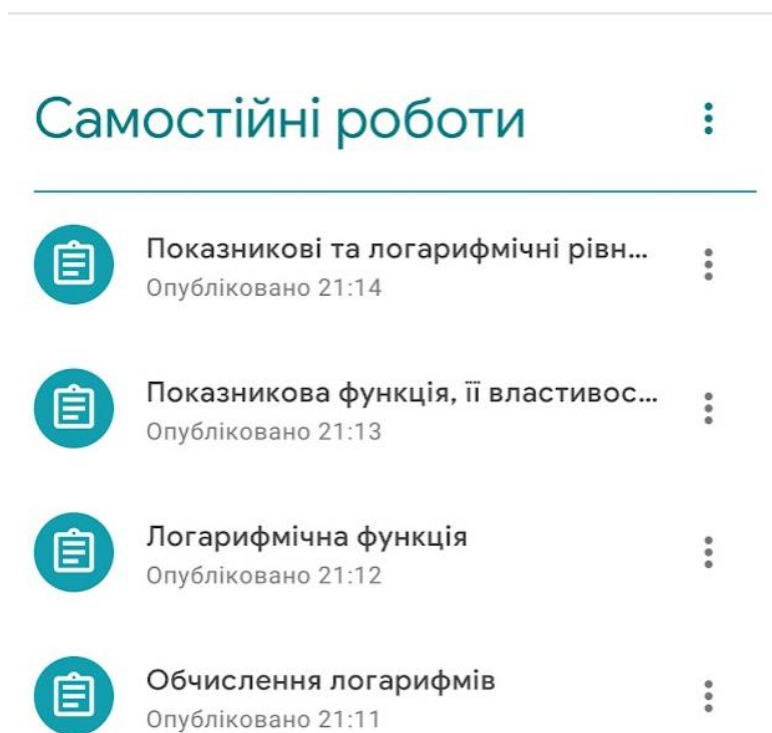 Самостійні роботи
Показникові та логарифмічні рівн...
Опубліковано 21:14
Показникова функція, її властивос...
Опубліковано 21:13
Логарифмічна функція
Опубліковано 21:12
Обчислення логарифмів
Опубліковано 21:11